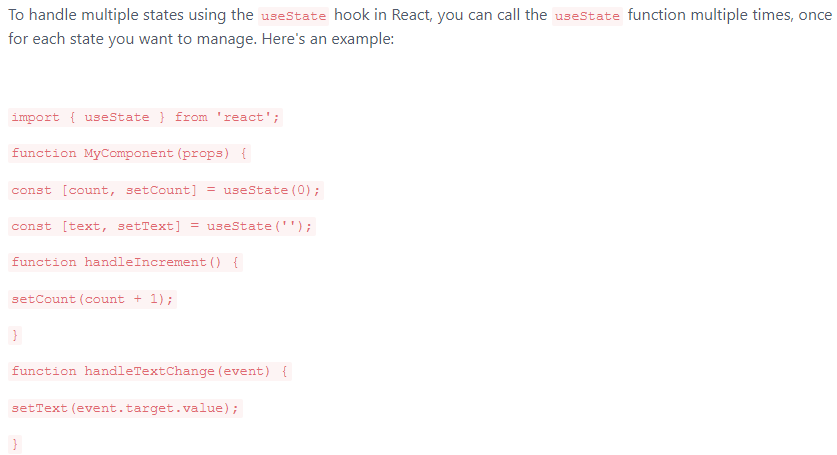 To handle multiple states using the useState hook in React, you can call the useState function multiple times, once
for each state you want to manage. Here's an example:
import { useState } from 'react';
function MyComponent(props) {
const [count, setCount] = useState(0);
const [text, setText] = useState('');
function handleIncrement() {
setCount(count + 1);
}
function handleTextChange(event) {
setText(event.target.value);
}